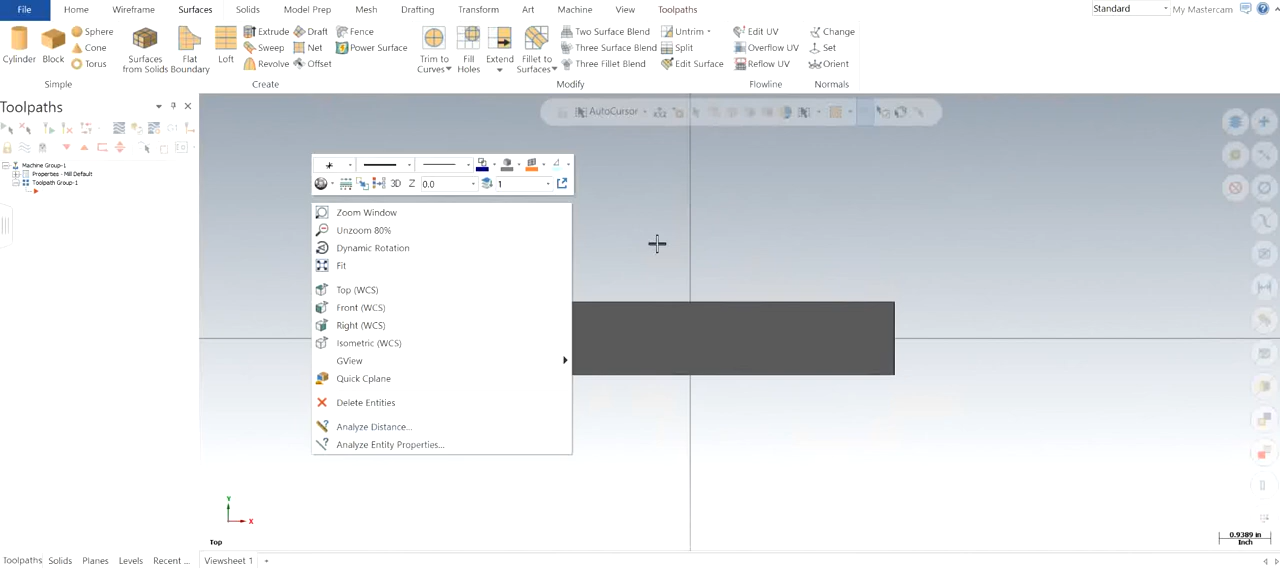 File Home Wireframe Surfaces Solids Model Prep Mesh Drafting Transform Art Machine View Toolpaths Standard My Mastercam
Cylinder Block Sphere Cone Torus Simple
Surfaces from Solids Flat Boundary Loft Extrude Sweep Revolve Draft Net Offset Fence Power Surface Create
Trim to Curves Fill Holes Extend Fillet to Surfaces Two Surface Blend Three Surface Blend Three Fillet Blend Untrim Split Edit Surface Modify
Edit UV Overflow UV Reflow UV Flowline
Change Set Orient Normals
Toolpaths
AutoCursor
Machine Group-1
Properties - Mill Default
Toolpath Group-1
3D Z 0.0 1
Zoom Window
Unzoom 80%
Dynamic Rotation
Fit
Top (WCS)
Front (WCS)
Right (WCS)
Isometric (WCS)
GView
Quick Cplane
Delete Entities
Analyze Distance...
Analyze Entity Properties...
Y
X
Top
0.9389 in
Inch
Toolpaths Solids Planes Levels Recent ... Viewsheet 1 +